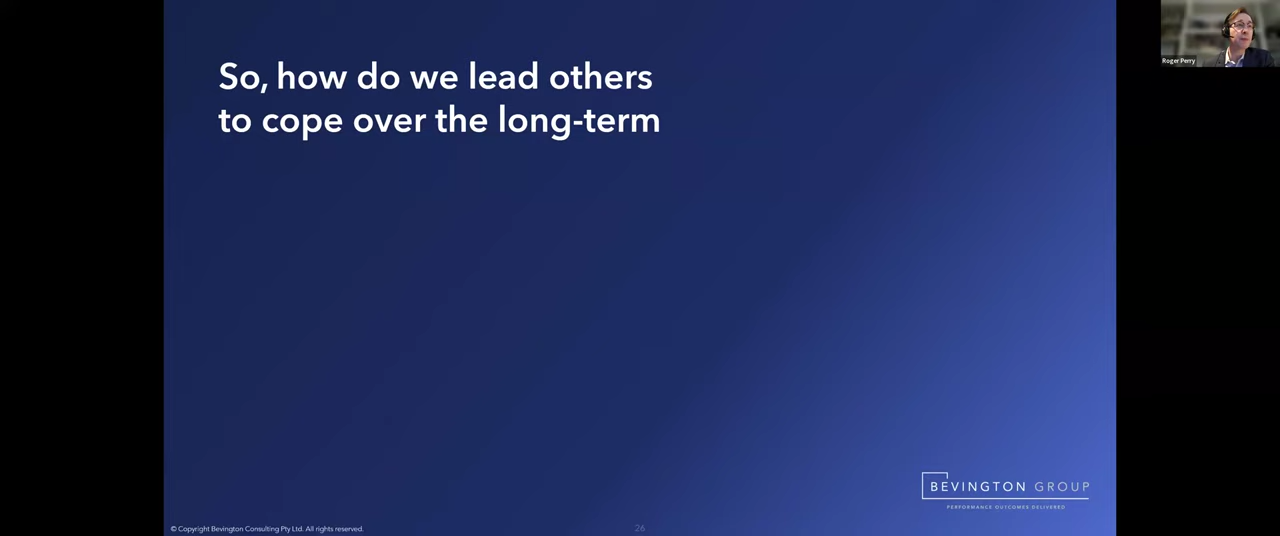 So, how do we lead others
to cope over the long-term
Roger Perry
BEVINGTON GROUP
PERFORMANCE OUTCOMES DELIVERED
© Copyright Bevington Consulting Pty Ltd. All rights reserved.
26